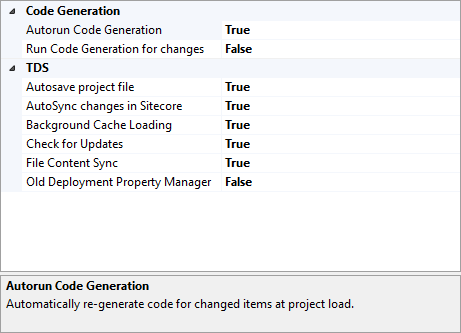 Code Generation
Autorun Code Generation True
Run Code Generation for changes False
TDS
Autosave project file True
AutoSync changes in Sitecore True
Background Cache Loading True
Check for Updates True
File Content Sync True
Old Deployment Property Manager False
Autorun Code Generation
Automatically re-generate code for changed items at project load.